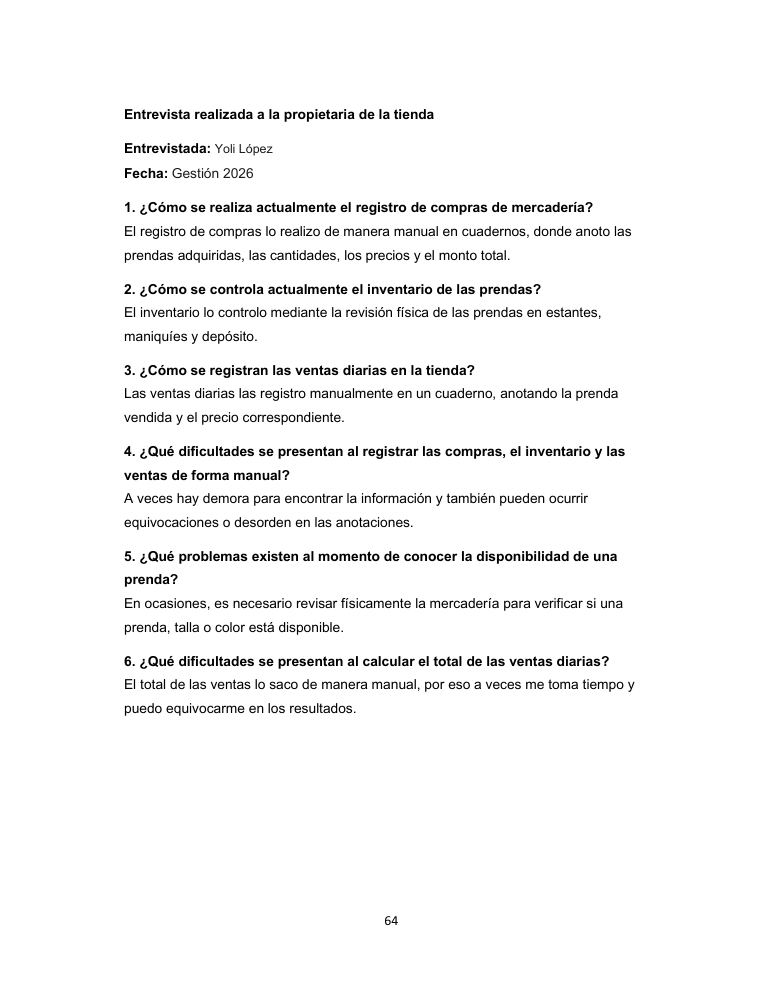 Entrevista realizada a la propietaria de la tienda
Entrevistada: Yoli López
Fecha: Gestión 2026
1. ¿Cómo se realiza actualmente el registro de compras de mercadería?
El registro de compras lo realizo de manera manual en cuadernos, donde anoto las
prendas adquiridas, las cantidades, los precios y el monto total.
2. ¿Cómo se controla actualmente el inventario de las prendas?
El inventario lo controlo mediante la revisión física de las prendas en estantes,
maniquíes y depósito.
3. ¿Cómo se registran las ventas diarias en la tienda?
Las ventas diarias las registro manualmente en un cuaderno, anotando la prenda
vendida y el precio correspondiente.
4. ¿Qué dificultades se presentan al registrar las compras, el inventario y las
ventas de forma manual?
A veces hay demora para encontrar la información y también pueden ocurrir
equivocaciones o desorden en las anotaciones.
5. ¿Qué problemas existen al momento de conocer la disponibilidad de una
prenda?
En ocasiones, es necesario revisar físicamente la mercadería para verificar si una
prenda, talla o color está disponible.
6. ¿Qué dificultades se presentan al calcular el total de las ventas diarias?
El total de las ventas lo saco de manera manual, por eso a veces me toma tiempo y
puedo equivocarme en los resultados.
64